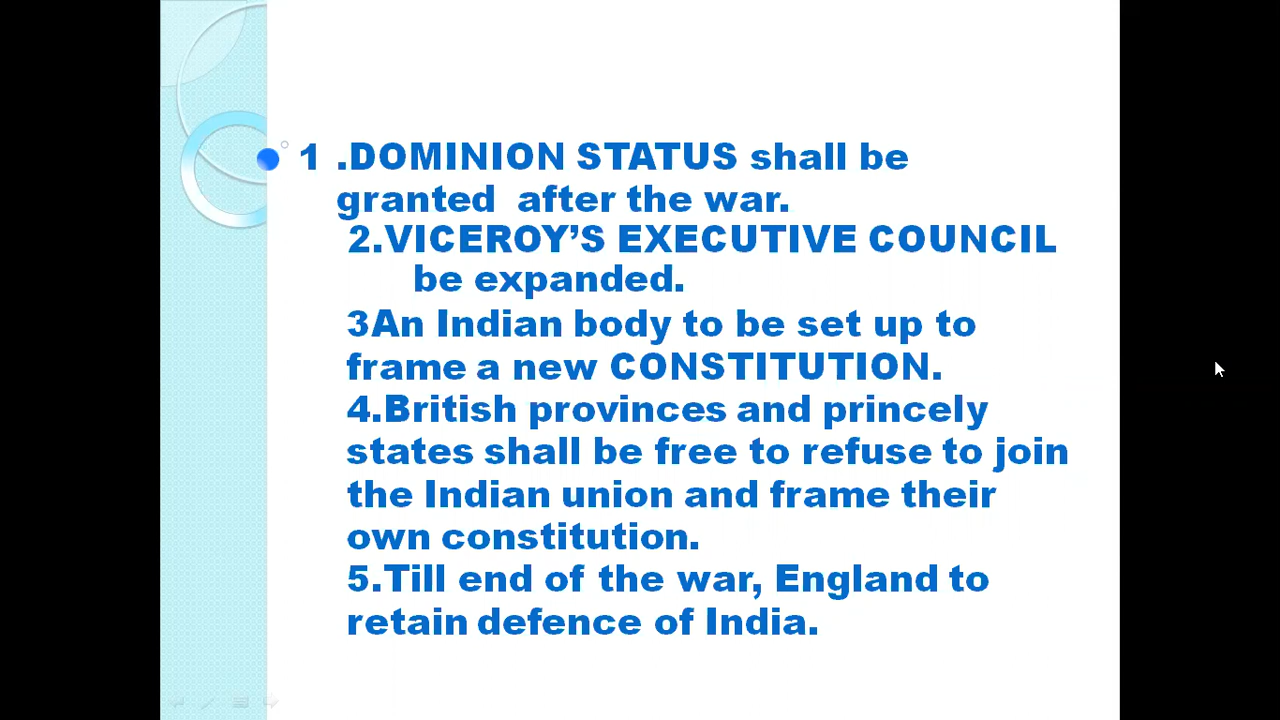 1 .DOMINION STATUS shall be
granted  after the war.
2.VICEROY’S EXECUTIVE COUNCIL
be expanded.
3An Indian body to be set up to
frame a new CONSTITUTION.
4.British provinces and princely
states shall be free to refuse to join
the Indian union and frame their
own constitution.
5.Till end of the war, England to
retain defence of India.